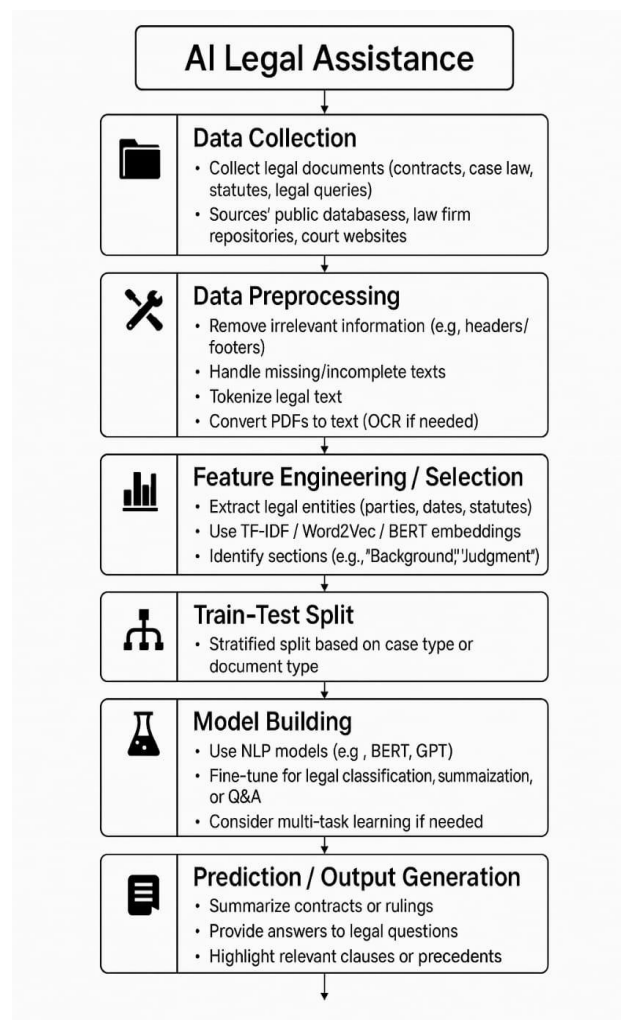 AI Legal Assistance
Data Collection
• Collect legal documents (contracts, case law,
statutes, legal queries)
• Sources' public databasess, law firm
repositories, court websites
Data Preprocessing
• Remove irrelevant information (e.g, headers/
footers)
• Handle missing/incomplete texts
• Tokenize legal text
• Convert PDFs to text (OCR if needed)
Feature Engineering / Selection
• Extract legal entities (parties, dates, statutes)
• Use TF-IDF / Word2Vec / BERT embeddings
• Identify sections (e.g., "Background," "Judgment")
Train-Test Split
• Stratified split based on case type or
document type
Model Building
• Use NLP models (e.g , BERT, GPT)
• Fine-tune for legal classification, summaization,
or Q&A
• Consider multi-task learning if needed
Prediction / Output Generation
• Summarize contracts or rulings
• Provide answers to legal questions
• Highlight relevant clauses or precedents